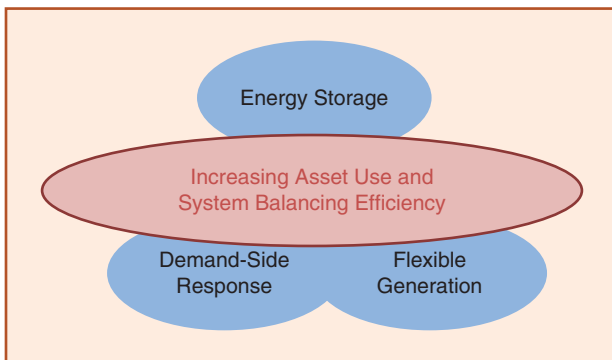 Energy Storage
Increasing Asset Use and
System Balancing Efficiency
Demand-Side
Response
Flexible
Generation